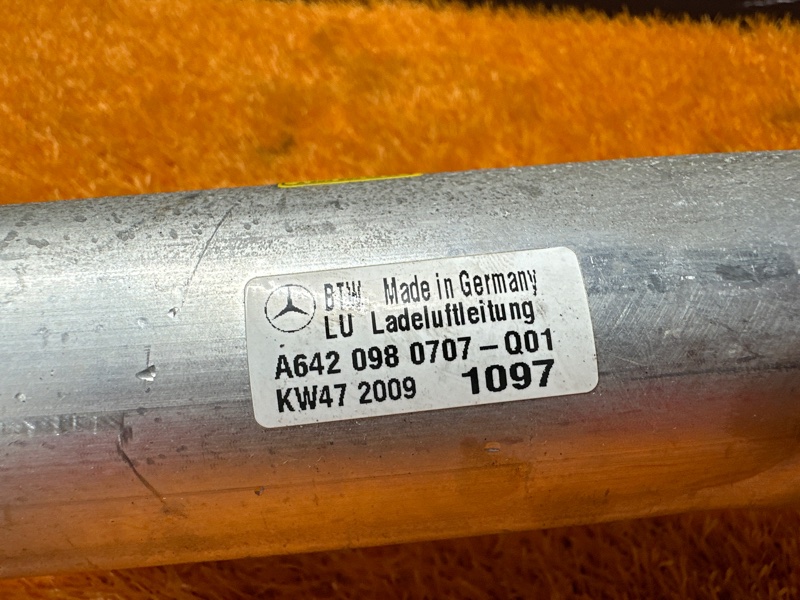 BTW Made in Germany
LU Ladeluftleitung
A642 098 0707-Q01
KW47 2009 1097